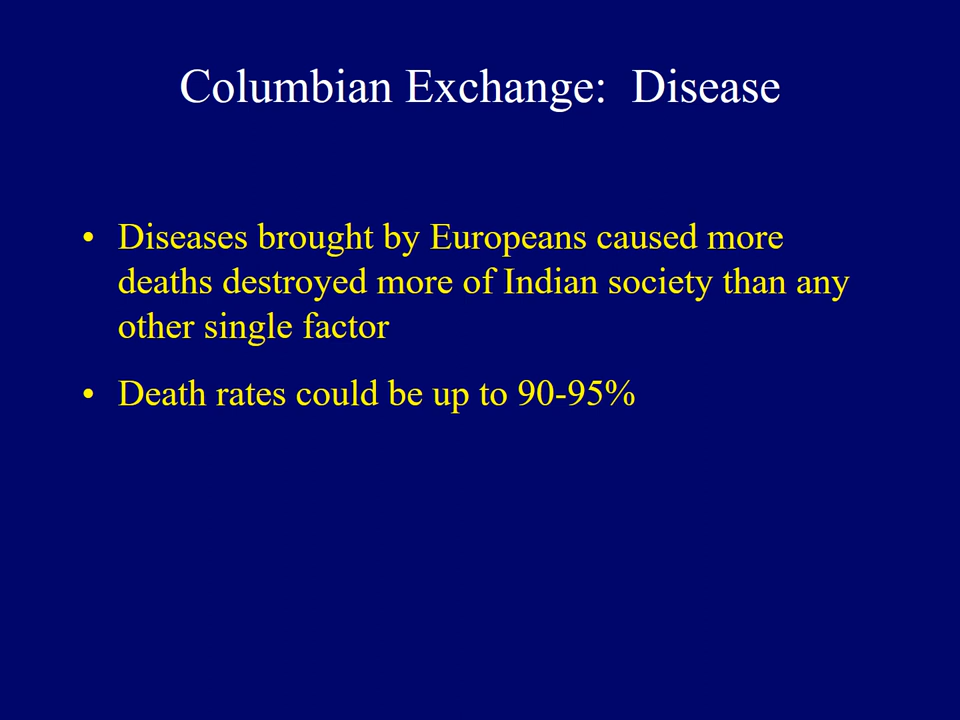 Columbian Exchange:  Disease
• Diseases brought by Europeans caused more
deaths destroyed more of Indian society than any
other single factor
• Death rates could be up to 90-95%